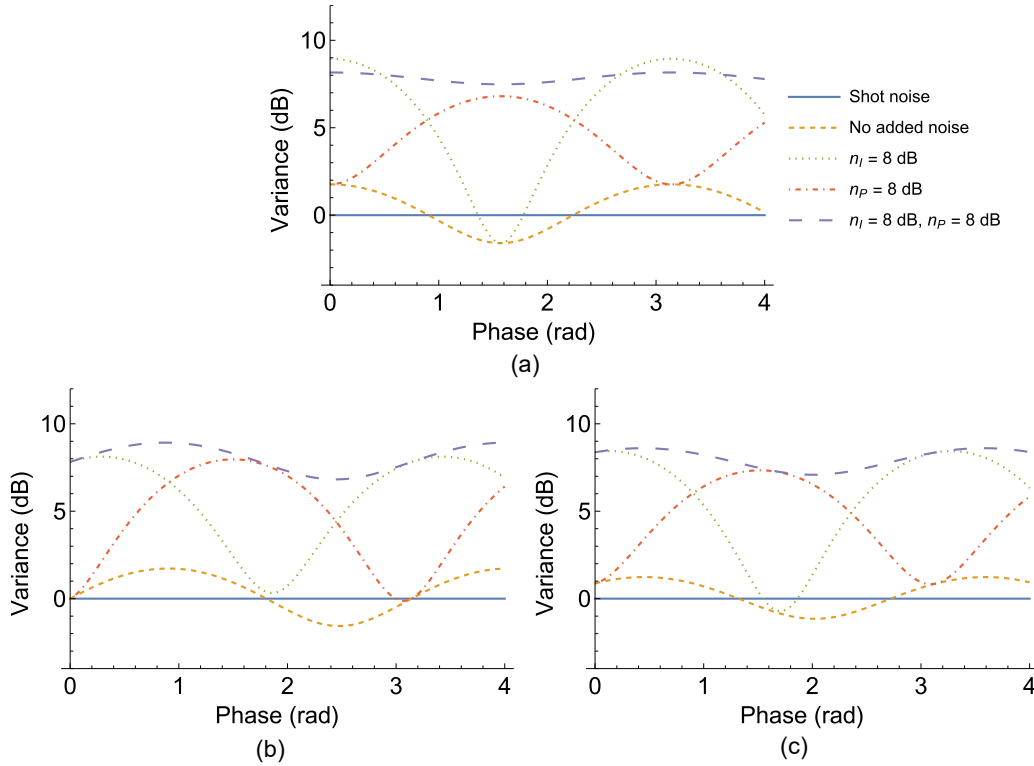 10
5
0
Variance (dB)
0 1 2 3 4
Phase (rad)
(a)
Shot noise
No added noise
n_I = 8 dB
n_P = 8 dB
n_I = 8 dB, n_P = 8 dB
10
5
0
Variance (dB)
0 1 2 3 4
Phase (rad)
(b)
10
5
0
Variance (dB)
0 1 2 3 4
Phase (rad)
(c)